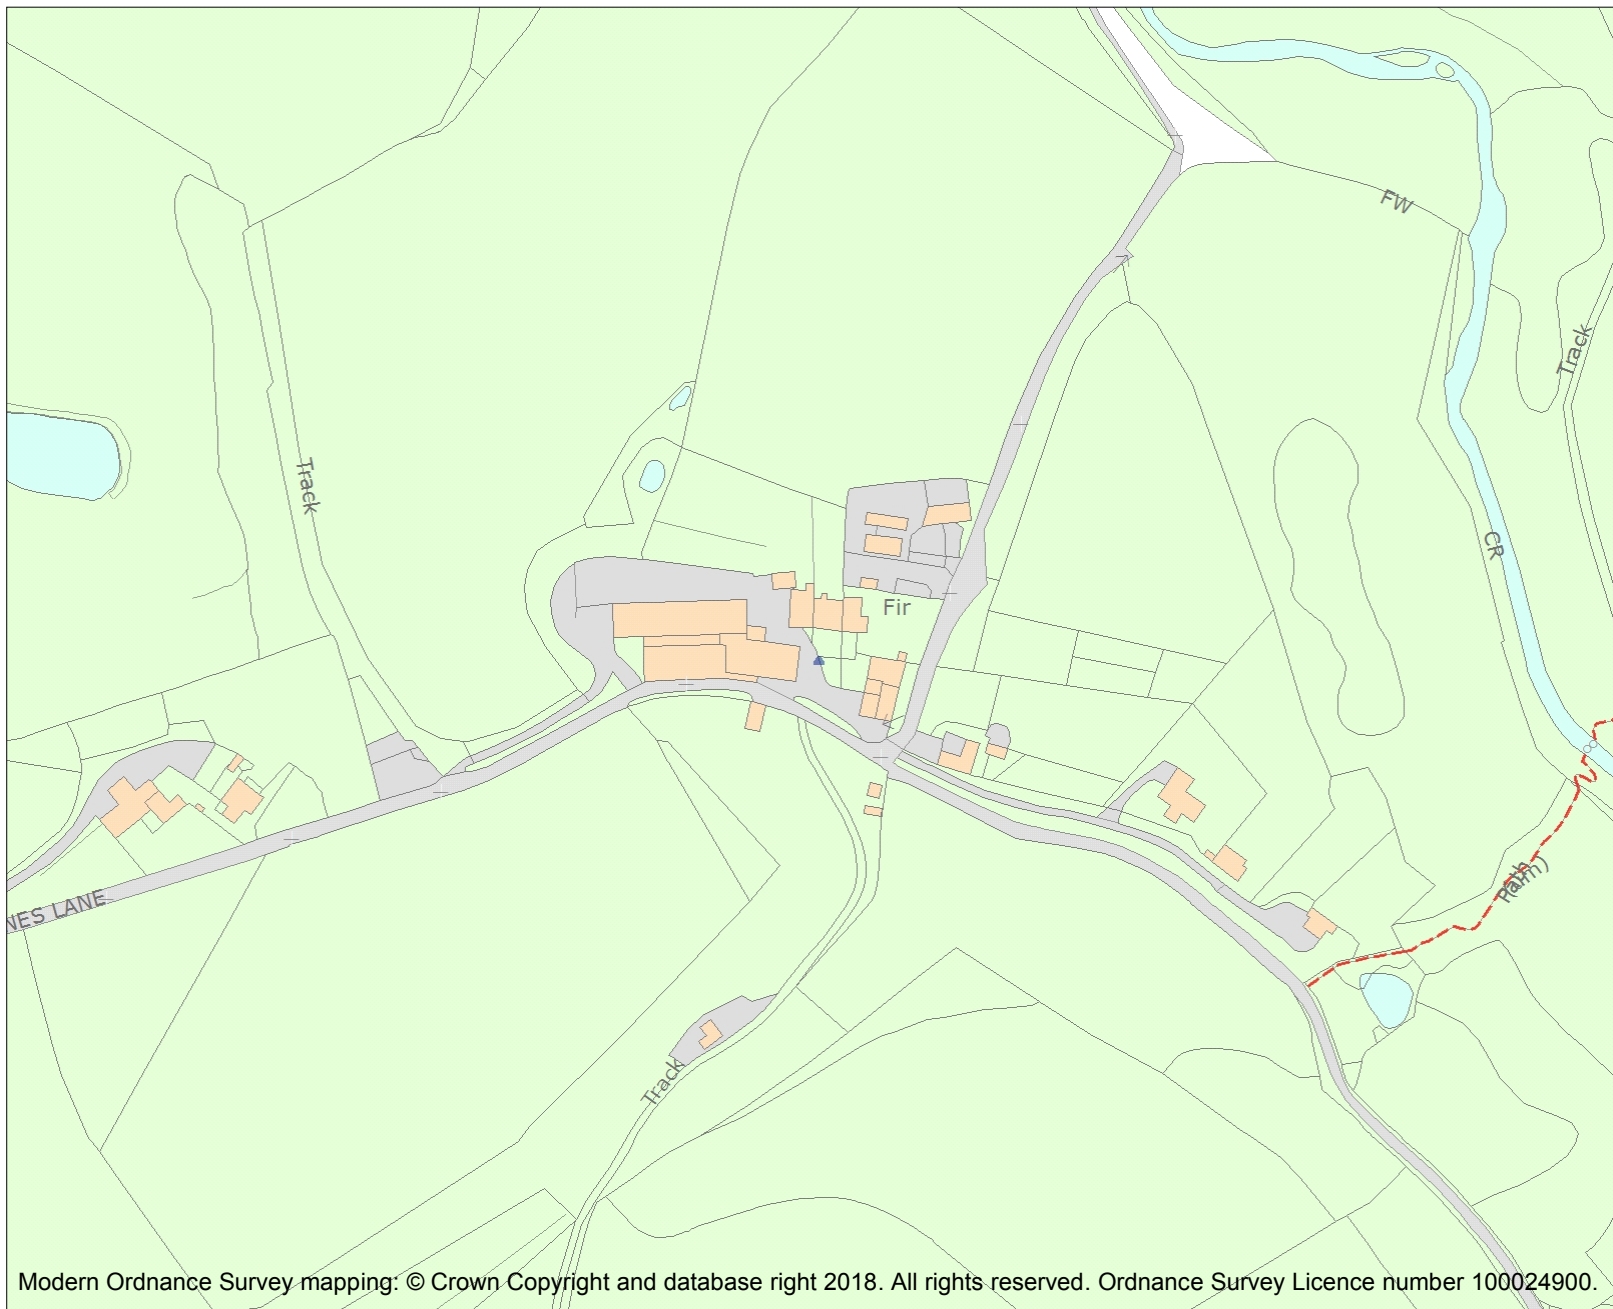 FW
Track
Track
CR
Fir
NES LANE
Path
(um)
Track
Modern Ordnance Survey mapping: © Crown Copyright and database right 2018. All rights reserved. Ordnance Survey Licence number 100024900.